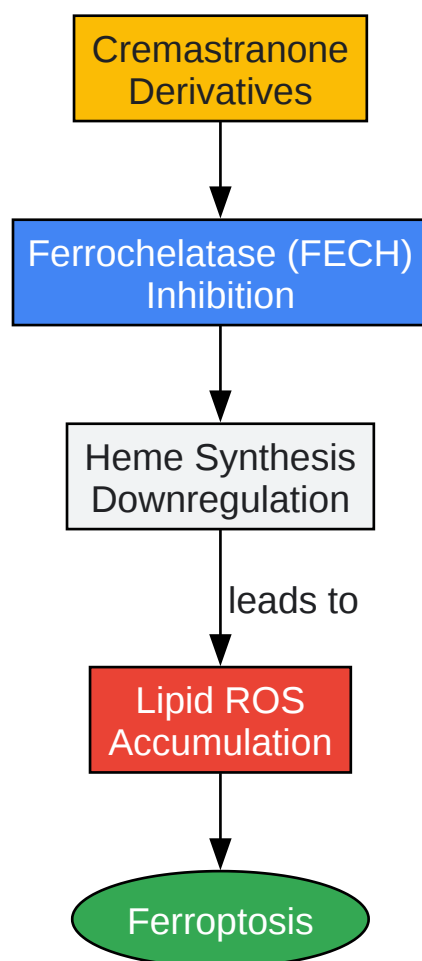 Cremastranone
Derivatives
Ferrochelatase (FECH)
Inhibition
Heme Synthesis
Downregulation
leads to
Lipid ROS
Accumulation
Ferroptosis